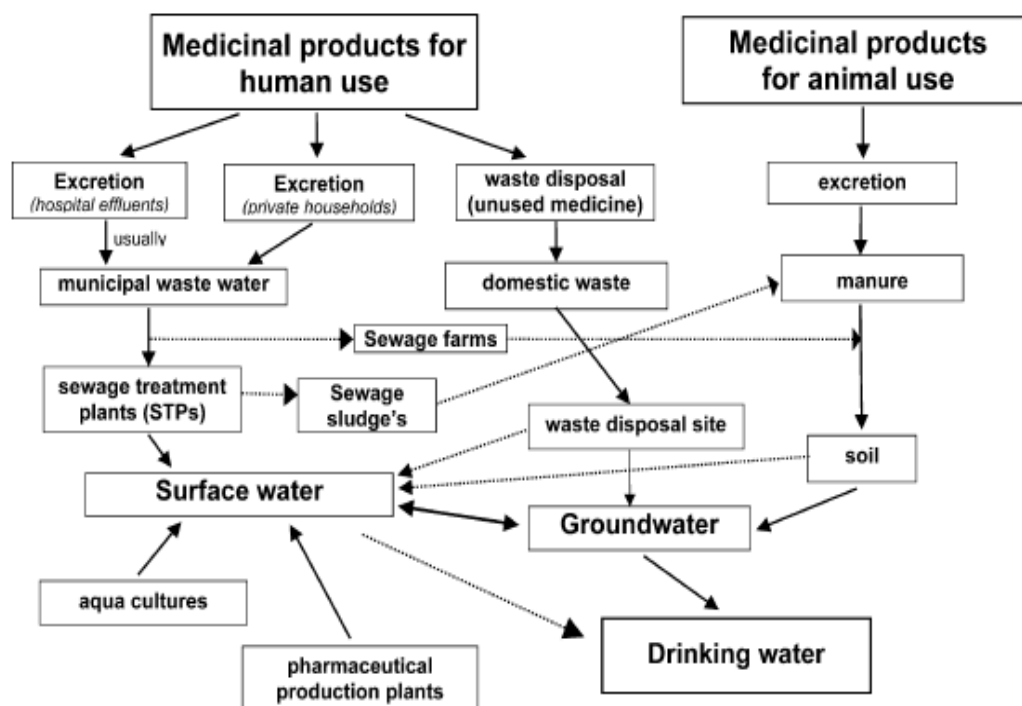 Medicinal products for
human use
Medicinal products
for animal use
Excretion
(hospital effluents)
Excretion
(private households)
waste disposal
(unused medicine)
excretion
usually
municipal waste water
domestic waste
manure
Sewage farms
sewage treatment
plants (STPs)
Sewage
sludge's
waste disposal site
soil
Surface water
Groundwater
aqua cultures
Drinking water
pharmaceutical
production plants